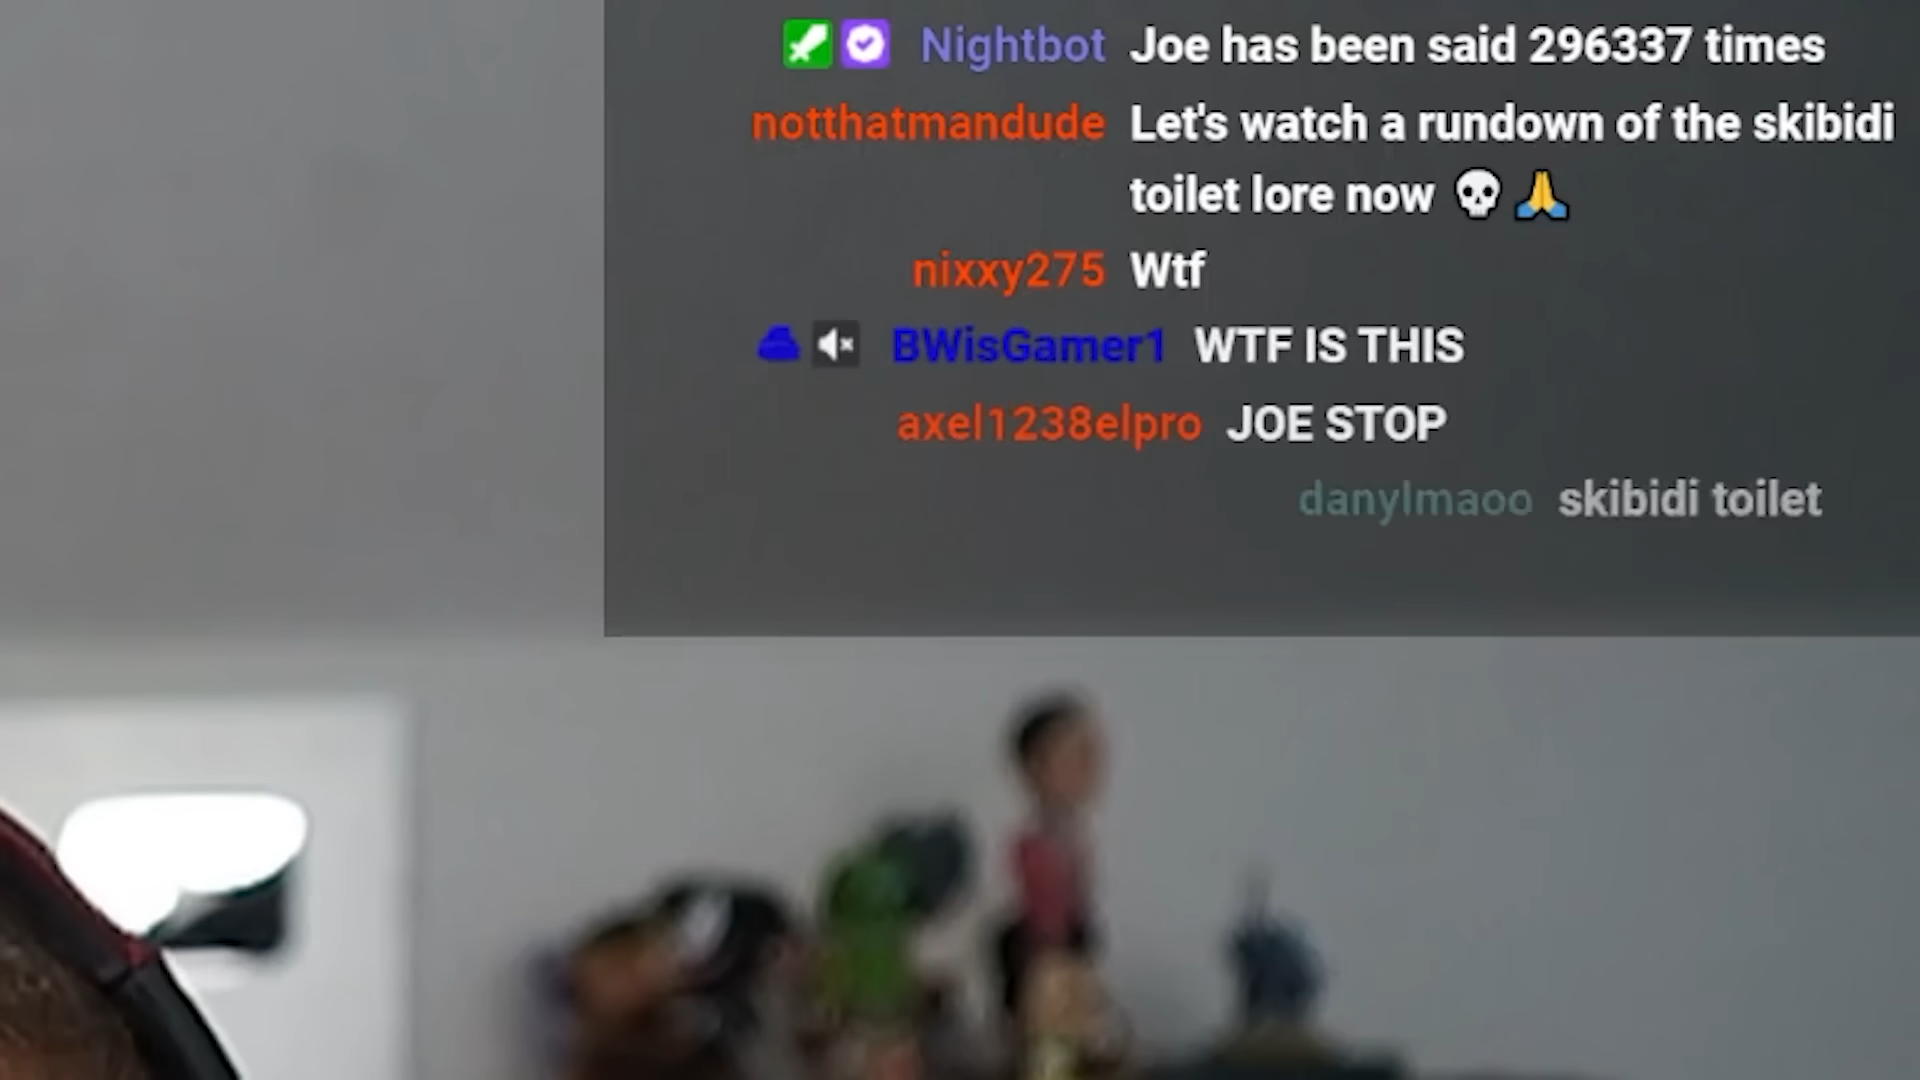 Nightbot Joe has been said 296337 times
notthatmandude Let's watch a rundown of the skibidi
toilet lore now 💀 🙏
nixxy275 Wtf
BWisGamer1 WTF IS THIS
axel1238elpro JOE STOP
danylmaoo skibidi toilet